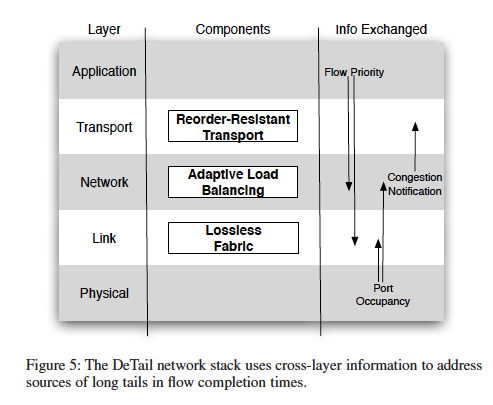 Layer Components Info Exchanged
Application Flow Priority
Transport Reorder-Resistant
Transport
Network Adaptive Load
Balancing
Congestion
Notification
Link Lossless
Fabric
Physical Port
Occupancy
Figure 5: The DeTail network stack uses cross-layer information to address
sources of long tails in flow completion times.